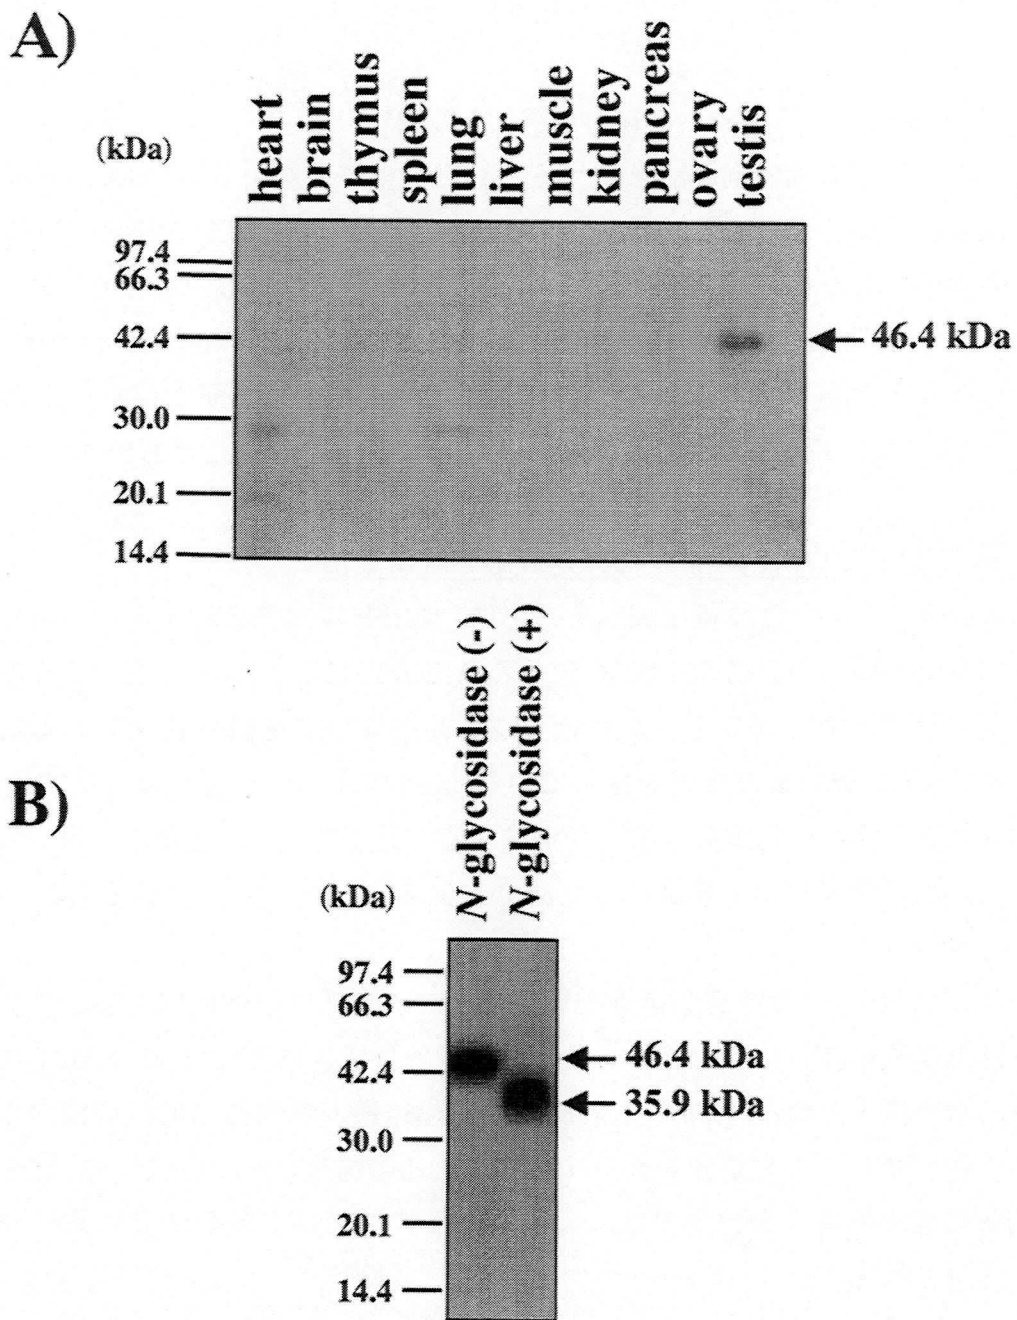 A)
(kDa)
heart
brain
thymus
spleen
lung
liver
muscle
kidney
pancreas
ovary
testis
97.4
66.3
42.4
30.0
20.1
14.4
46.4 kDa
B)
(kDa)
N-glycosidase (-)
N-glycosidase (+)
97.4
66.3
42.4
30.0
20.1
14.4
46.4 kDa
35.9 kDa